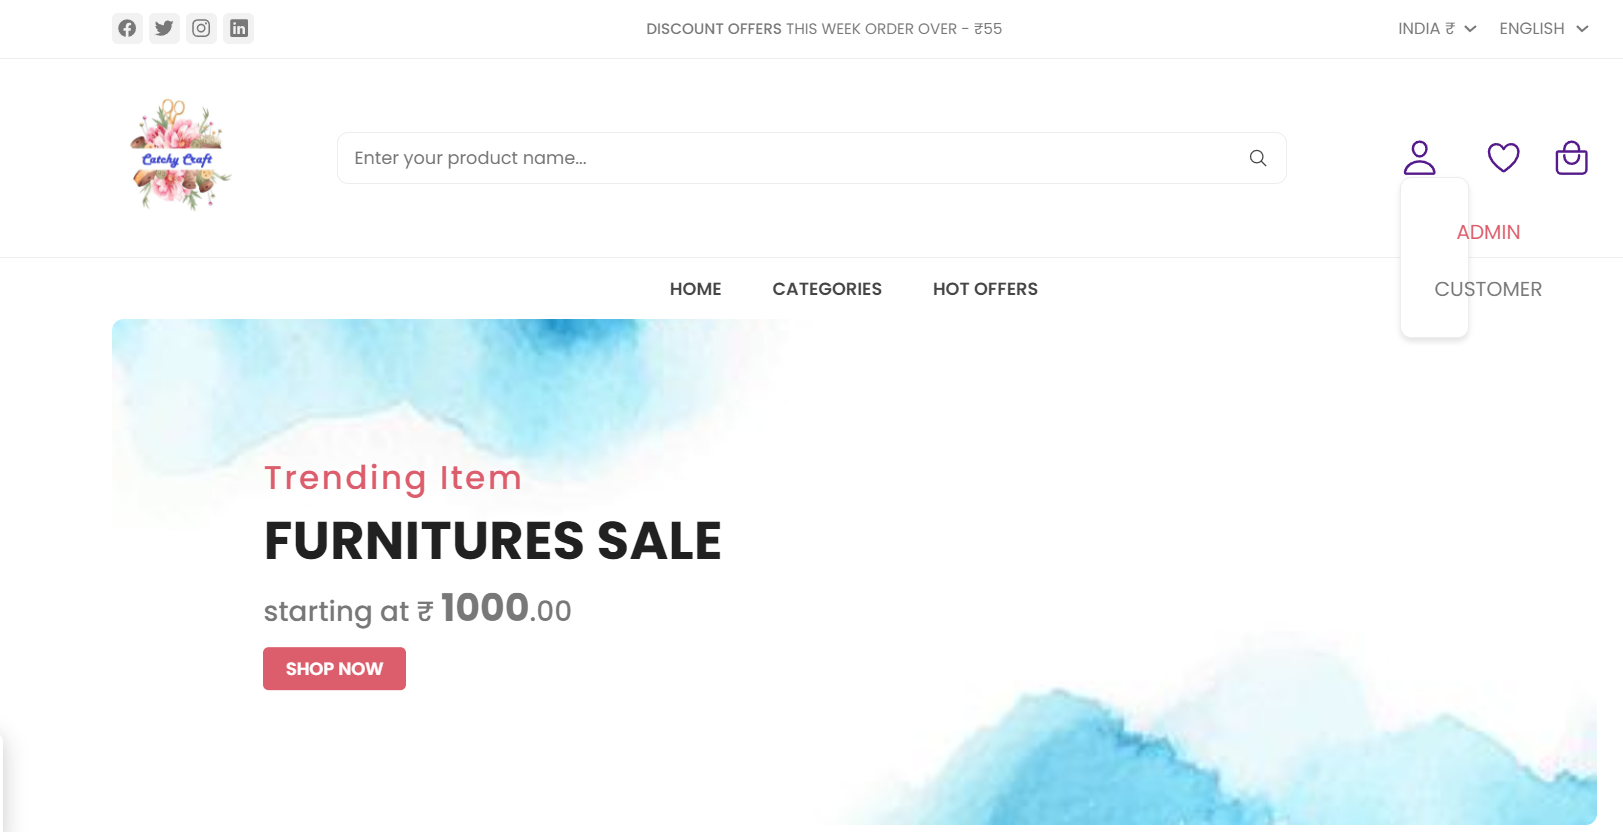 DISCOUNT OFFERS THIS WEEK ORDER OVER - ₹55
INDIA ₹
ENGLISH
Catchy Craft
Enter your product name...
ADMIN
CUSTOMER
HOME
CATEGORIES
HOT OFFERS
Trending Item
FURNITURES SALE
starting at ₹ 1000.00
SHOP NOW